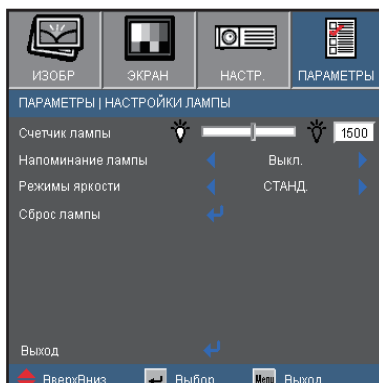 ИЗОБР ЭКРАН НАСТР. ПАРАМЕТРЫ
ПАРАМЕТРЫ | НАСТРОЙКИ ЛАМПЫ
Счетчик лампы 1500
Напоминание лампы Выкл.
Режимы яркости СТАНД.
Сброс лампы
Выход
ВверхВниз Выбор Menu Выход